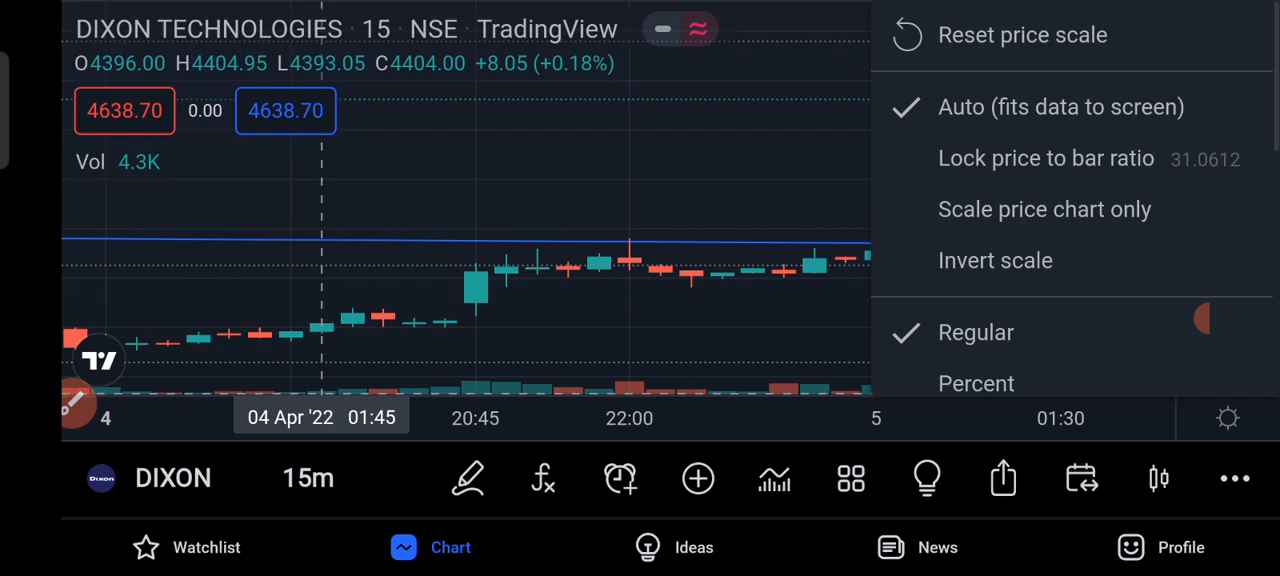 DIXON TECHNOLOGIES · 15 · NSE · TradingView
O4396.00 H4404.95 L4393.05 C4404.00 +8.05 (+0.18%)
4638.70 0.00 4638.70
Vol 4.3K
Reset price scale
Auto (fits data to screen)
Lock price to bar ratio 31.0612
Scale price chart only
Invert scale
Regular
Percent
4 04 Apr '22 01:45 20:45 22:00 5 01:30
Dixon DIXON 15m
Watchlist Chart Ideas News Profile